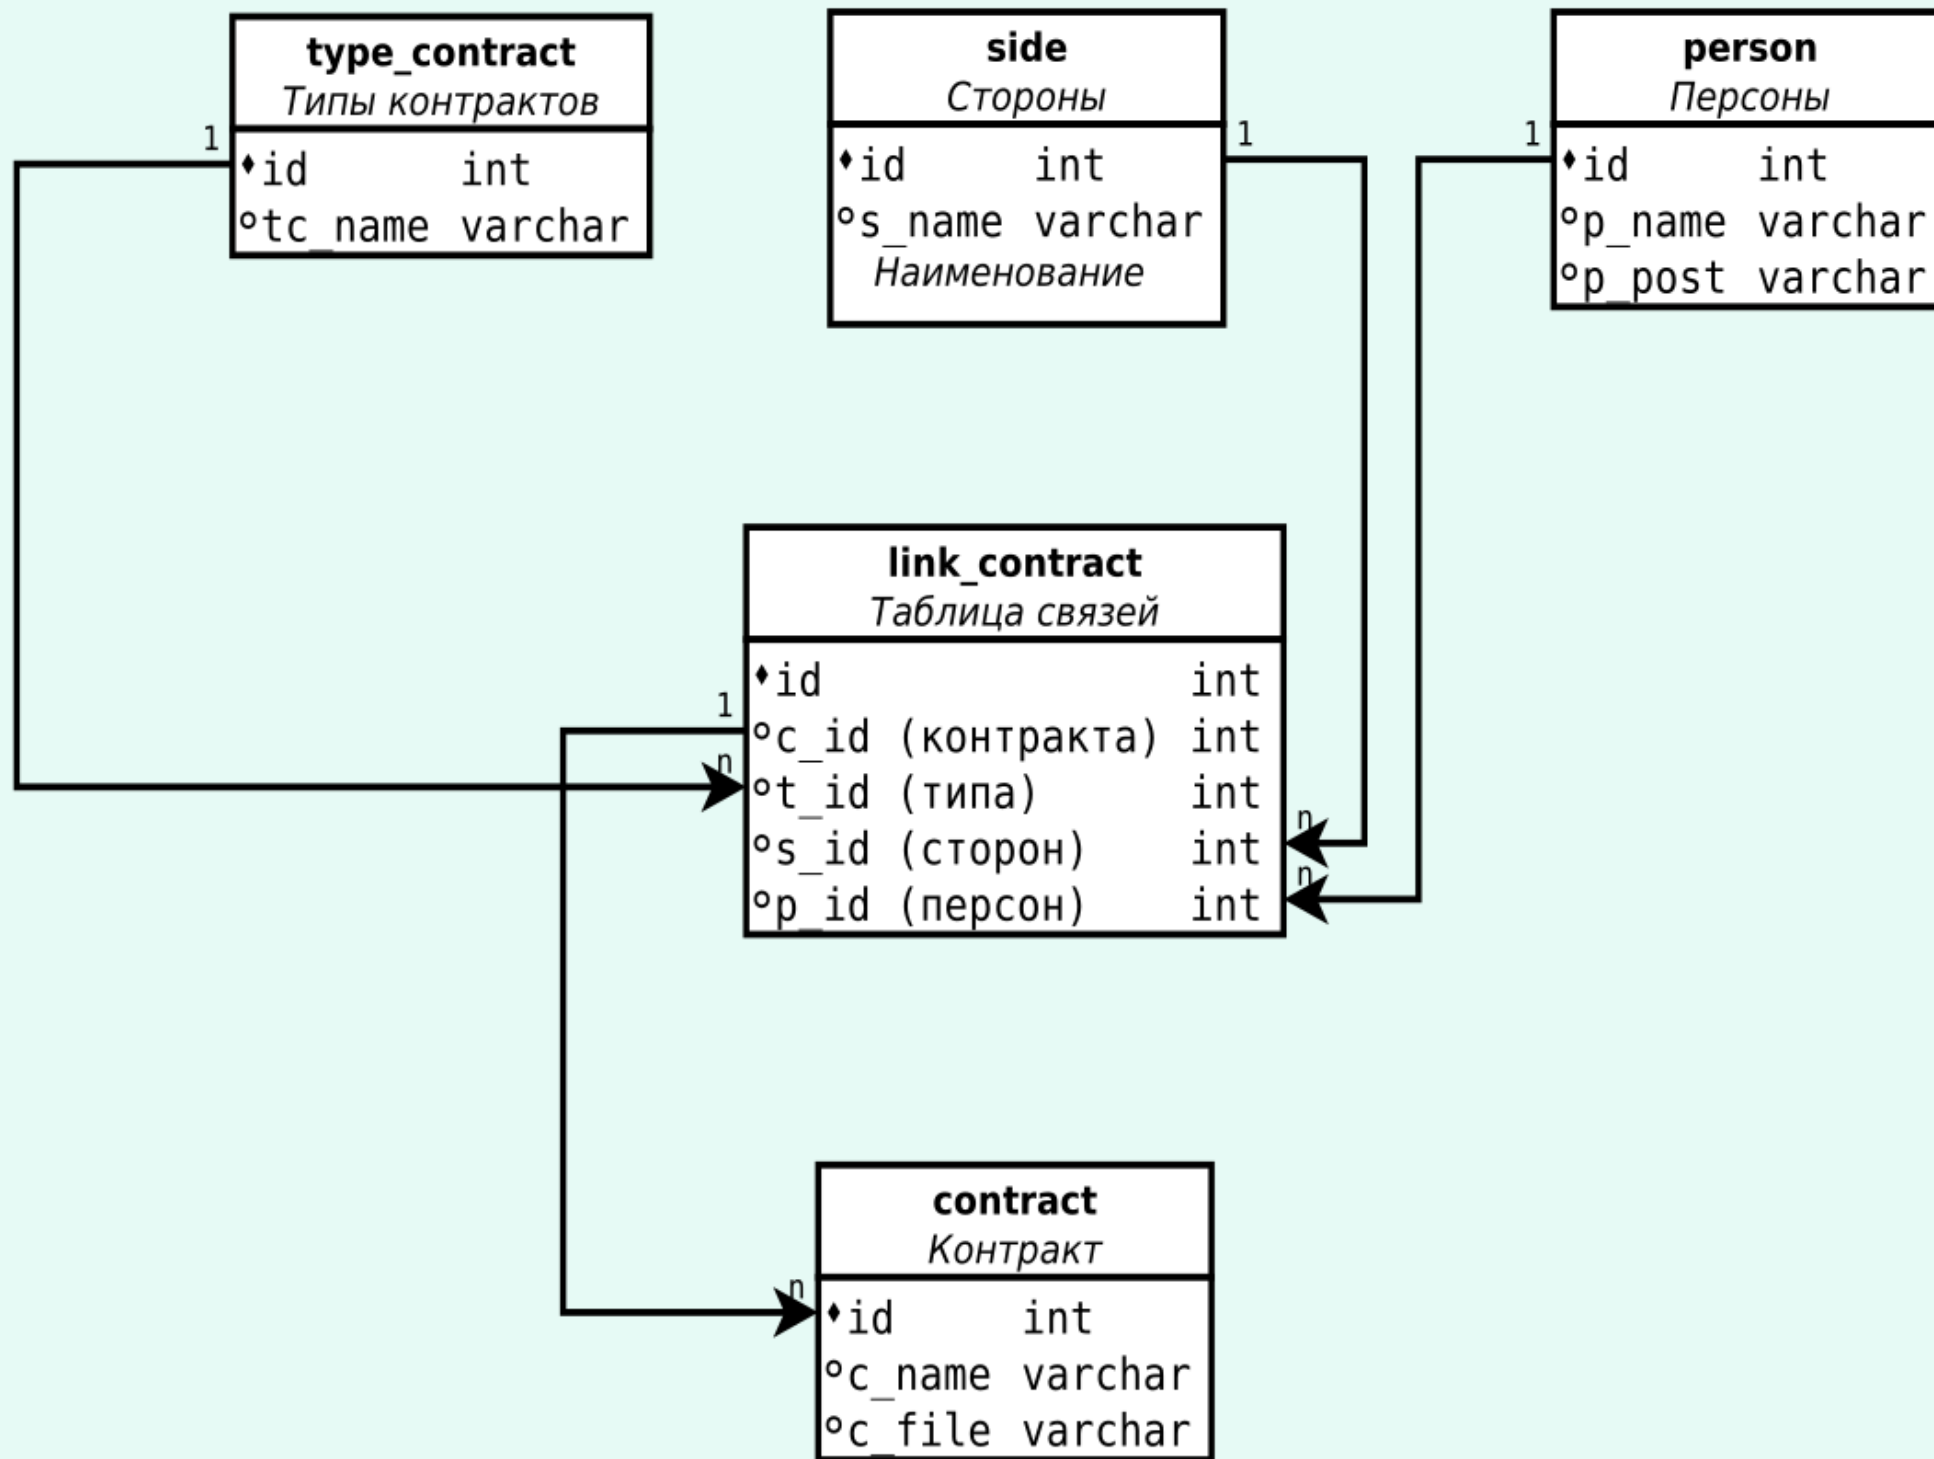 type_contract
Типы контрактов
1
id int
tc_name varchar
side
Стороны
1
id int
s_name varchar
Наименование
person
Персоны
1
id int
p_name varchar
p_post varchar
link_contract
Таблица связей
id int
1
c_id (контракта) int
n
t_id (типа) int
n
s_id (сторон) int
n
p_id (персон) int
contract
Контракт
n
id int
c_name varchar
c_file varchar